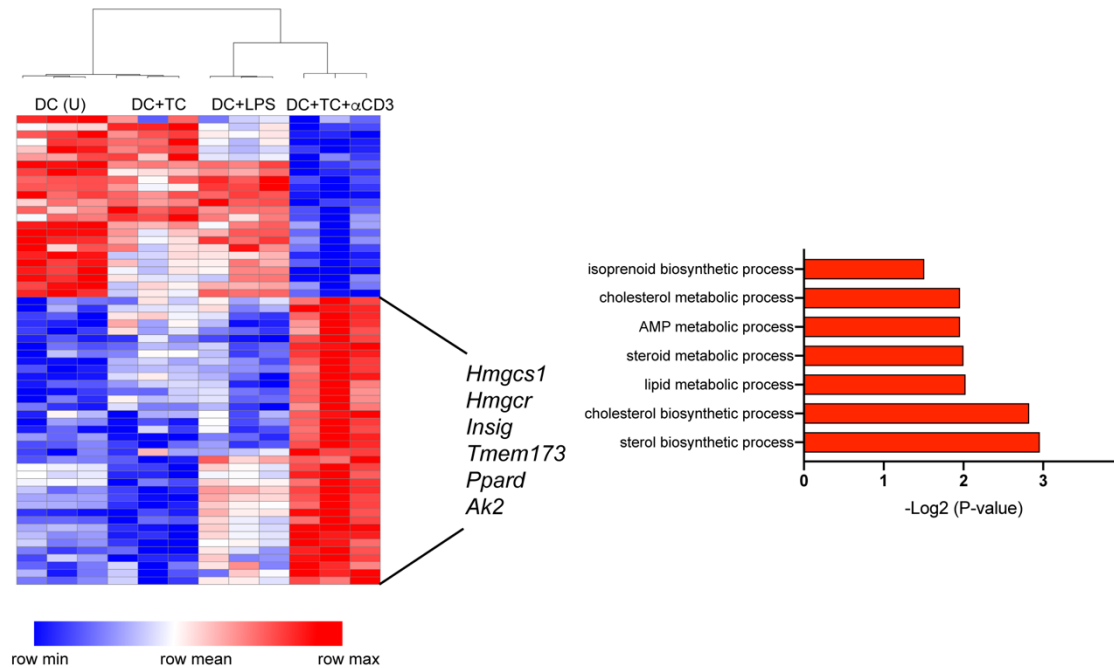 DC (U) DC+TC DC+LPS DC+TC+αCD3
Hmgcs1
Hmgcr
Insig
Tmem173
Ppard
Ak2
row min row mean row max
isoprenoid biosynthetic process
cholesterol metabolic process
AMP metabolic process
steroid metabolic process
lipid metabolic process
cholesterol biosynthetic process
sterol biosynthetic process
0 1 2 3
-Log2 (P-value)